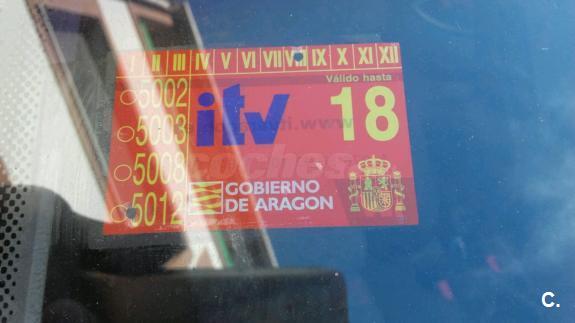 I II III IV V VI VII VIII IX X XI XII
Válido hasta
5002
itv
18
5003
5008
coches
5012
GOBIERNO
DE ARAGON
C.